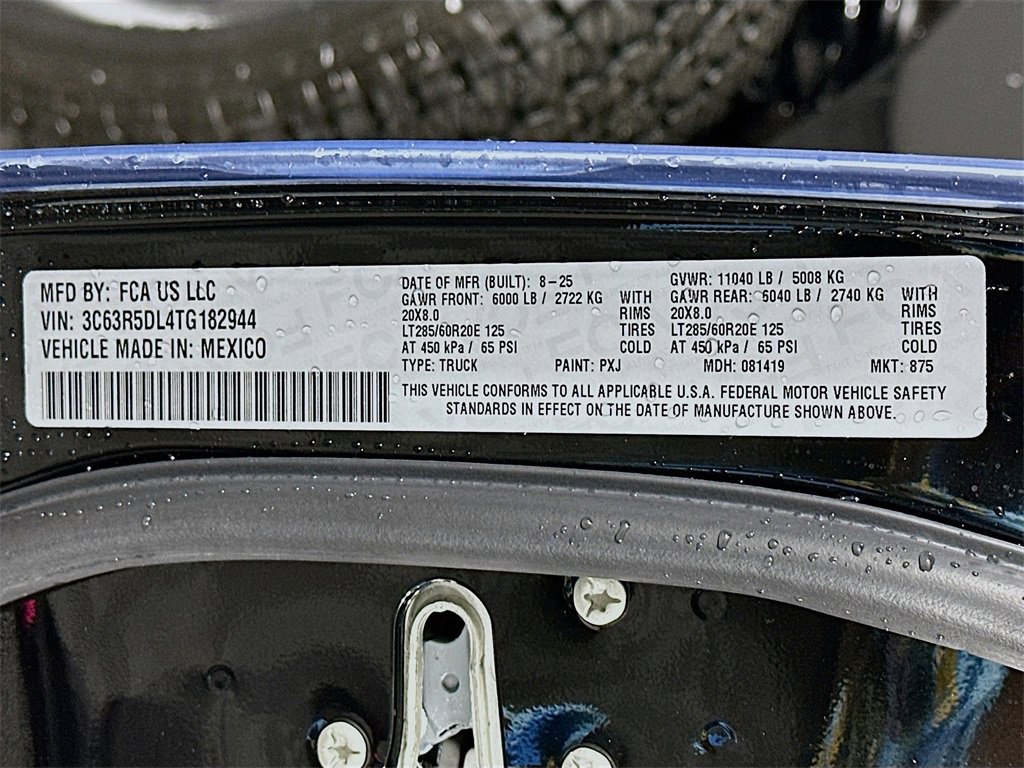 MFD BY: FCA US LLC
VIN: 3C63R5DL4TG182944
VEHICLE MADE IN: MEXICO
DATE OF MFR (BUILT): 8-25
GAWR FRONT: 6000 LB / 2722 KG WITH
20X8.0 RIMS
LT285/60R20E 125 TIRES
AT 450 kPa / 65 PSI COLD
GVWR: 11040 LB / 5008 KG
GAWR REAR: 6040 LB / 2740 KG WITH
20X8.0 RIMS
LT285/60R20E 125 TIRES
AT 450 kPa / 65 PSI COLD
TYPE: TRUCK PAINT: PXJ MDH: 081419 MKT: 875
THIS VEHICLE CONFORMS TO ALL APPLICABLE U.S.A. FEDERAL MOTOR VEHICLE SAFETY
STANDARDS IN EFFECT ON THE DATE OF MANUFACTURE SHOWN ABOVE.